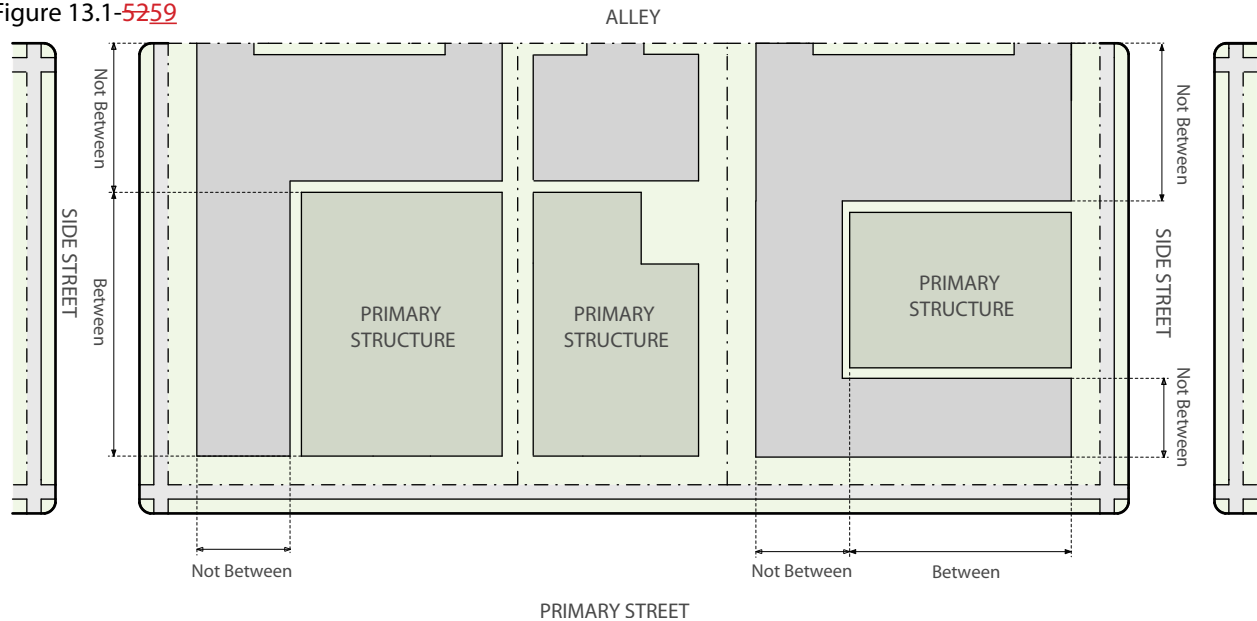 Figure 13.1-5259
ALLEY
Not Between
Not Between
SIDE STREET
SIDE STREET
Between
PRIMARY
STRUCTURE
PRIMARY
STRUCTURE
PRIMARY
STRUCTURE
Not Between
Not Between
Not Between
Between
PRIMARY STREET